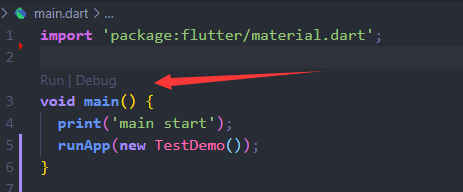 main.dart > ...
1 import 'package:flutter/material.dart';
2
Run | Debug
3 void main() {
4 print('main start');
5 runApp(new TestDemo());
6 }
7